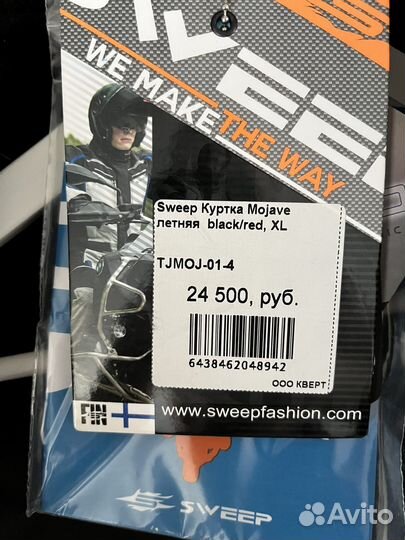 SWEEP
WE MAKE THE WAY
Sweep Куртка Mojave
летняя black/red, XL
TJMOJ-01-4
24 500, руб.
6438462048942
ООО КВЕРТ
FIN
www.sweepfashion.com
SWEEP
Avito